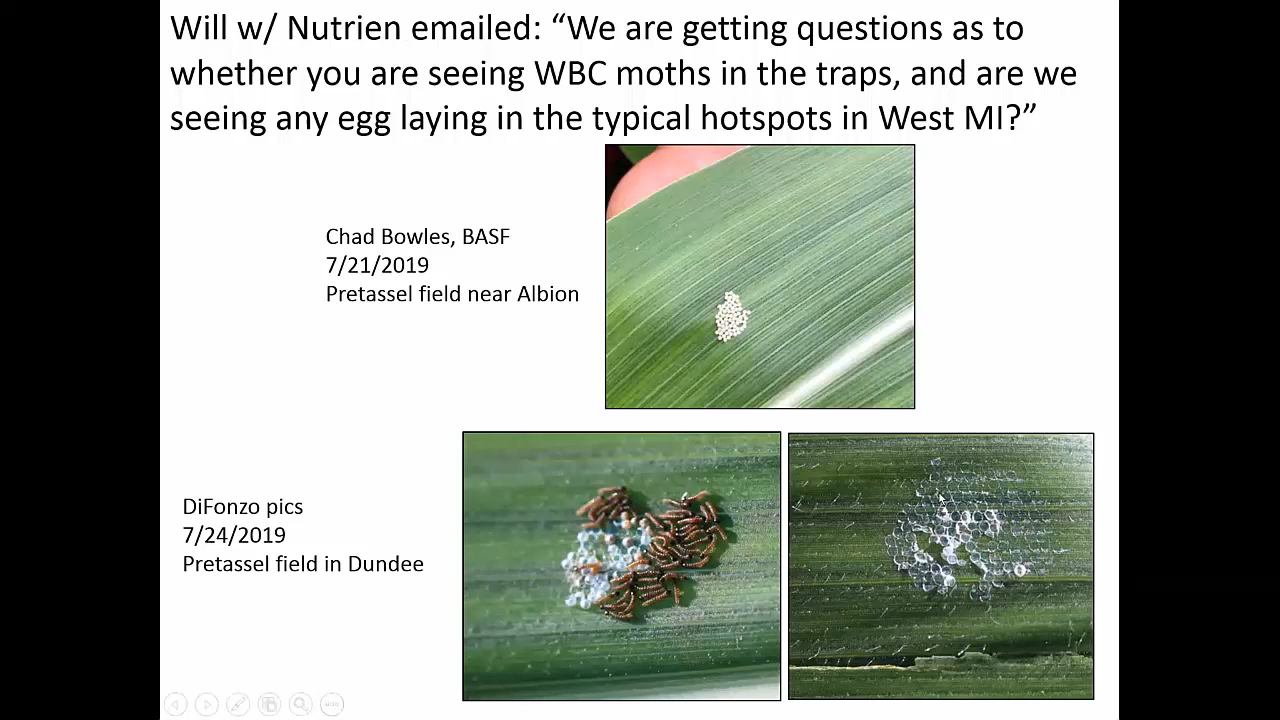 Will w/ Nutrien emailed: “We are getting questions as to
whether you are seeing WBC moths in the traps, and are we
seeing any egg laying in the typical hotspots in West MI?”
Chad Bowles, BASF
7/21/2019
Pretassel field near Albion
DiFonzo pics
7/24/2019
Pretassel field in Dundee